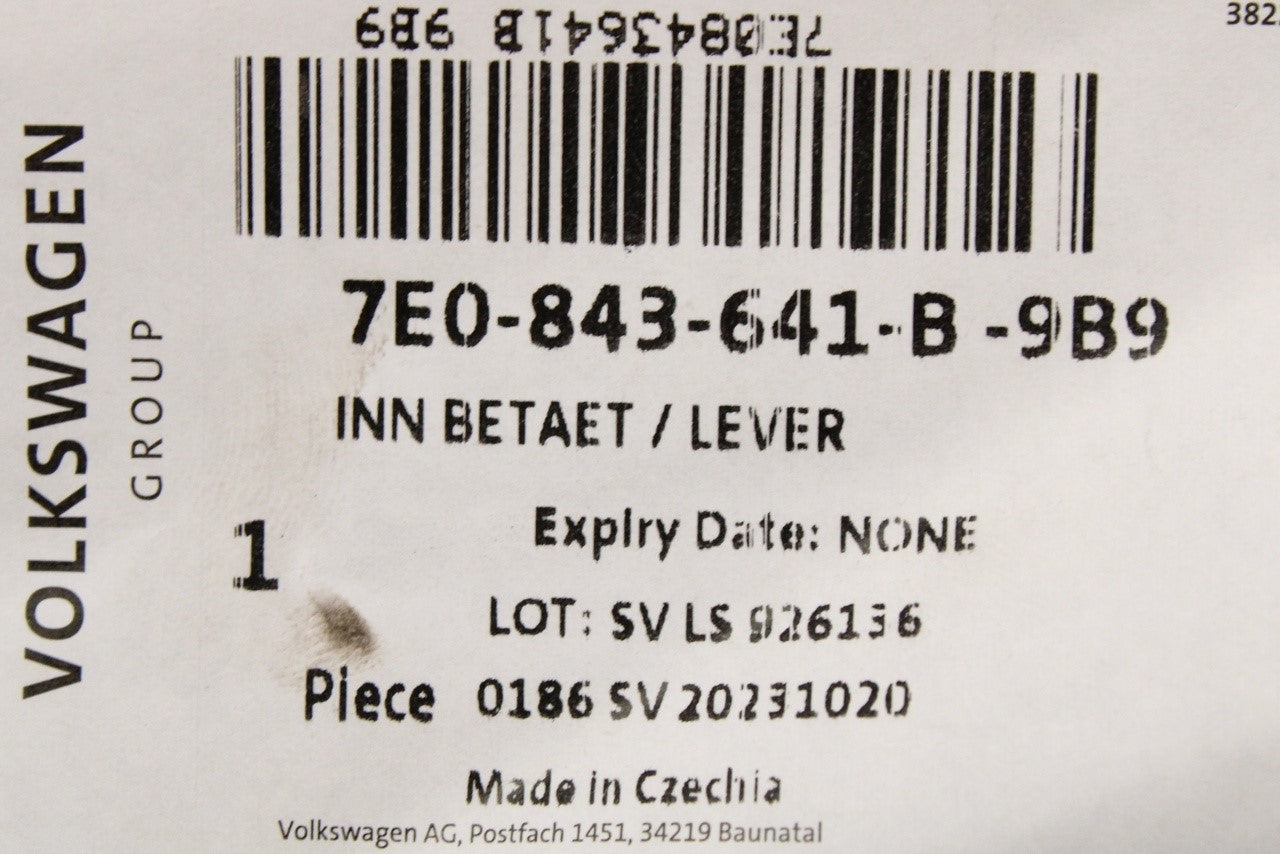 382
7E0843641B 9B9
VOLKSWAGEN
GROUP
7E0-843-641-B -9B9
INN BETAET / LEVER
1
Expiry Date: NONE
LOT: SV LS 926136
Piece 0186 SV 20231020
Made in Czechia
Volkswagen AG, Postfach 1451, 34219 Baunatal